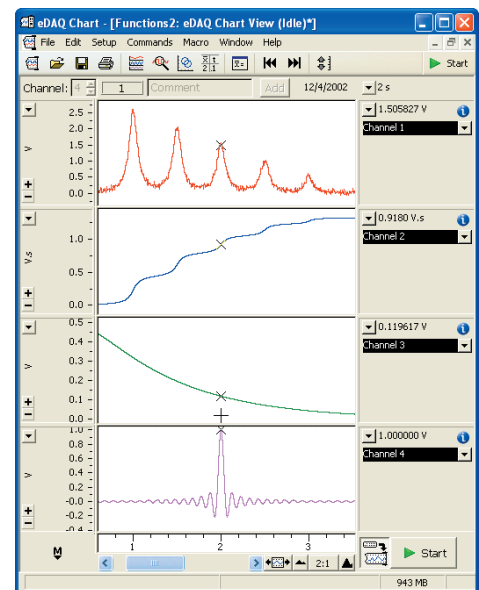 eDAQ Chart - [Functions2: eDAQ Chart View (Idle)*]
File Edit Setup Commands Macro Window Help
Start
Channel: 4 1 Comment Add 12/4/2002 2 s
2.5
2.0
1.5
1.0
0.5
0.0
V
1.505827 V
Channel 1
1.0
0.5
0.0
V.s
0.9180 V.s
Channel 2
0.5
0.4
0.3
0.2
0.1
0.0
V
0.119617 V
Channel 3
1.0
0.8
0.6
0.4
0.2
-0.0
-0.2
-0.4
V
1.000000 V
Channel 4
M
1 2 3
2:1
Start
943 MB